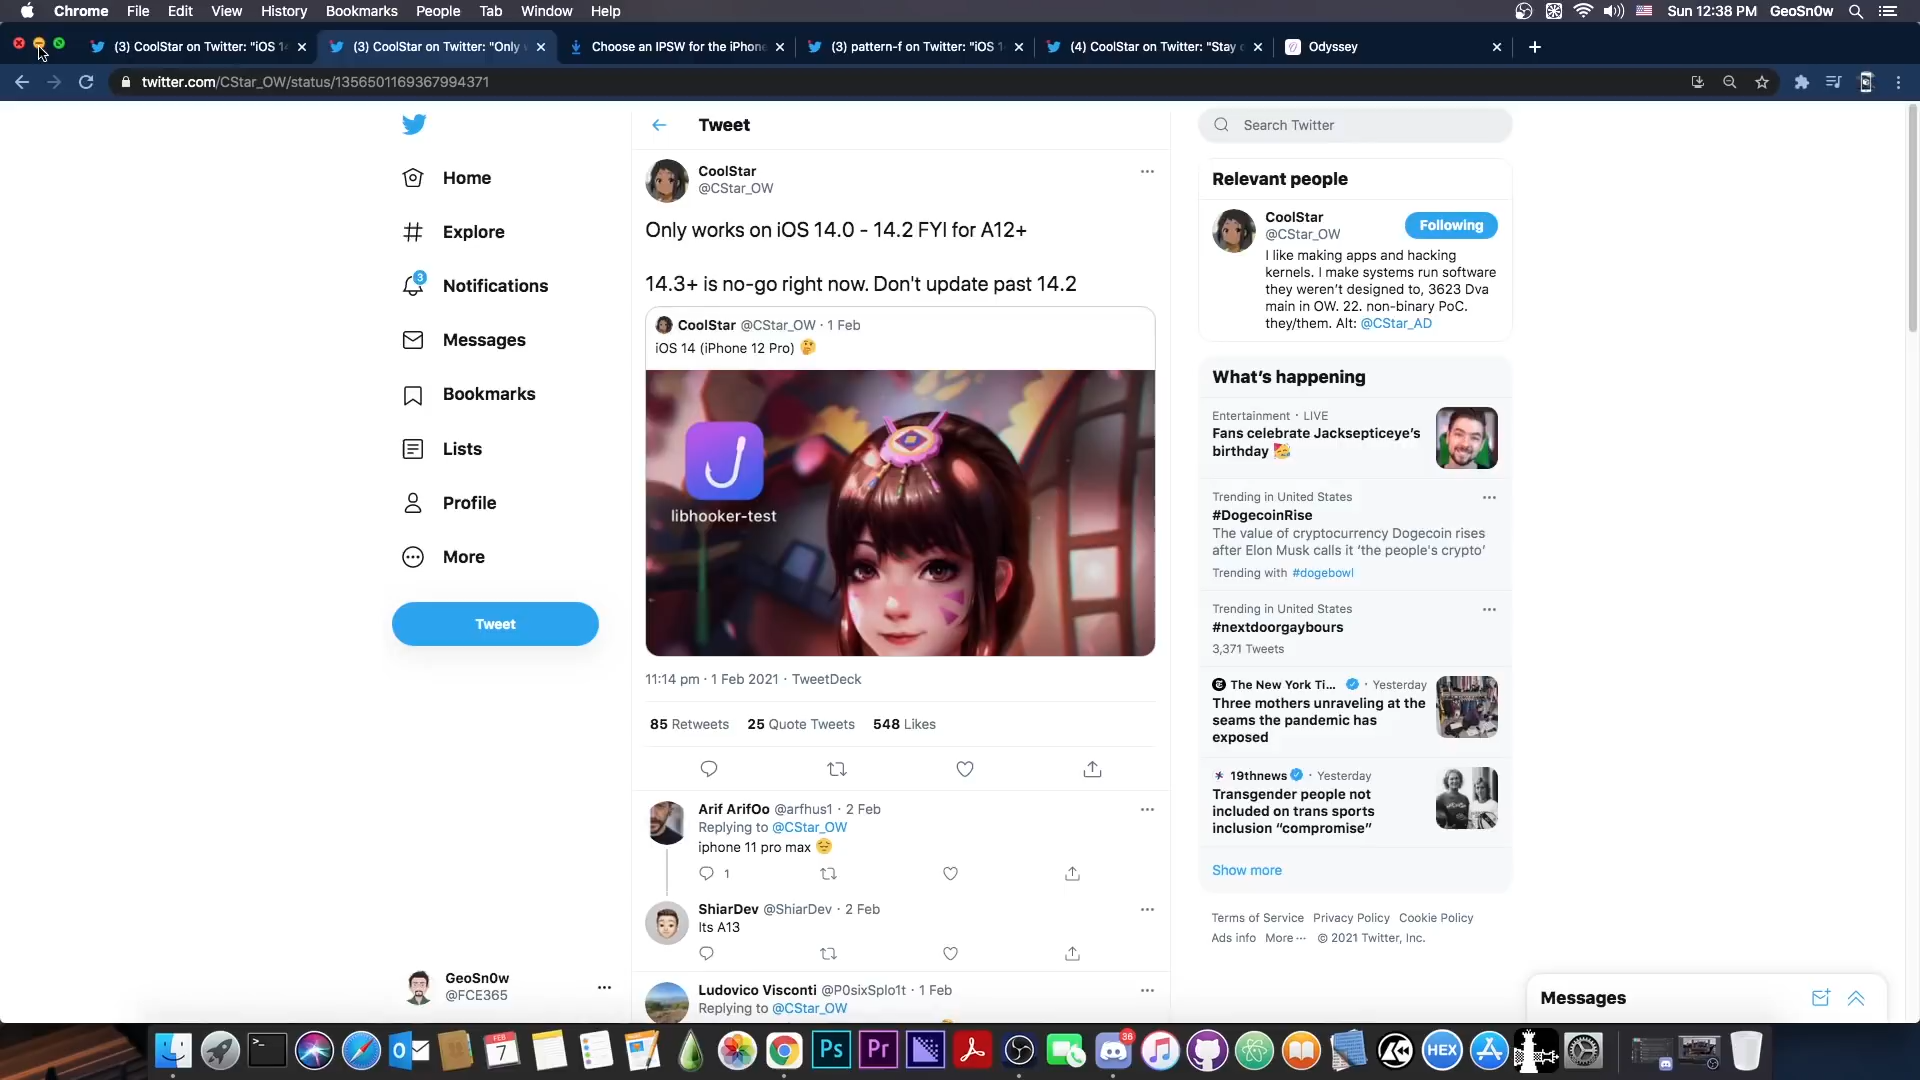 Chrome File Edit View History Bookmarks People Tab Window Help
Sun 12:38 PM GeoSn0w
(3) CoolStar on Twitter: "iOS 1
(3) CoolStar on Twitter: "Only
Choose an IPSW for the iPhone
(3) pattern-f on Twitter: "iOS 1
(4) CoolStar on Twitter: "Stay
Odyssey
twitter.com/CStar_OW/status/1356501169367994371
Home
Explore
3
Notifications
Messages
Bookmarks
Lists
Profile
More
Tweet
GeoSn0w
@FCE365
Tweet
CoolStar
@CStar_OW
Only works on iOS 14.0 - 14.2 FYI for A12+
14.3+ is no-go right now. Don't update past 14.2
CoolStar @CStar_OW · 1 Feb
iOS 14 (iPhone 12 Pro) 🤔
libhooker-test
11:14 pm · 1 Feb 2021 · TweetDeck
85 Retweets 25 Quote Tweets 548 Likes
Arif ArifOo @arfhus1 · 2 Feb
Replying to @CStar_OW
iphone 11 pro max 😔
1
ShiarDev @ShiarDev · 2 Feb
Its A13
Ludovico Visconti @P0sixSplo1t · 1 Feb
Replying to @CStar_OW
Search Twitter
Relevant people
CoolStar
@CStar_OW
Following
I like making apps and hacking
kernels. I make systems run software
they weren't designed to, 3623 Dva
main in OW. 22. non-binary PoC.
they/them. Alt: @CStar_AD
What's happening
Entertainment · LIVE
Fans celebrate Jacksepticeye's
birthday 🥳
Trending in United States
#DogecoinRise
The value of cryptocurrency Dogecoin rises
after Elon Musk calls it 'the people's crypto'
Trending with #dogebowl
Trending in United States
#nextdoorgaybours
3,371 Tweets
The New York Ti... · Yesterday
Three mothers unraveling at the
seams the pandemic has
exposed
19thnews · Yesterday
Transgender people not
included on trans sports
inclusion “compromise”
Show more
Terms of Service Privacy Policy Cookie Policy
Ads info More ··· © 2021 Twitter, Inc.
Messages
FEB
7
Ps
Pr
36
HEX